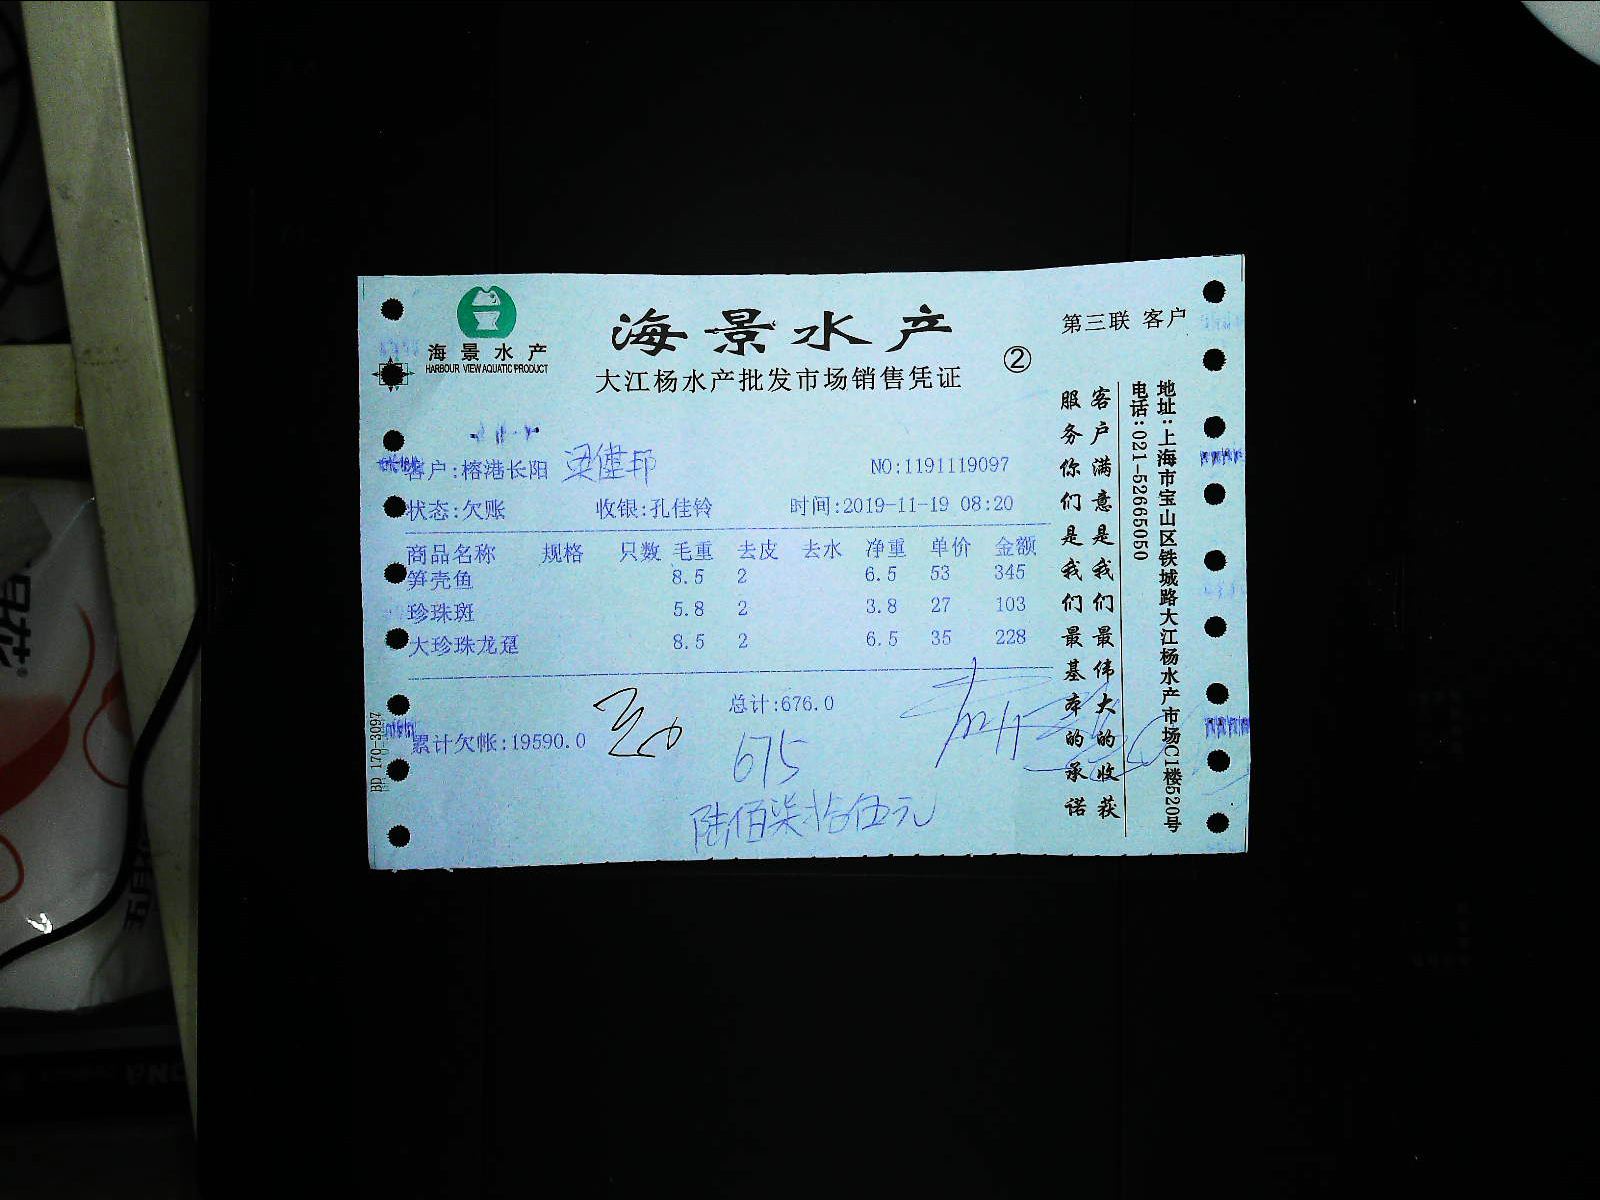 海景水产
HARBOUR VIEW AQUATIC PRODUCT
海景水产
大江杨水产批发市场销售凭证
②
第三联 客户
客户:榕港长阳 梁健邦
NO:1191119097
状态:欠账 收银:孔佳铃 时间:2019-11-19 08:20
商品名称 规格 只数 毛重 去皮 去水 净重 单价 金额
笋壳鱼 8.5 2 6.5 53 345
珍珠斑 5.8 2 3.8 27 103
大珍珠龙趸 8.5 2 6.5 35 228
总计:676.0
累计欠帐:19590.0
675
陆佰柒拾伍元
客户满意是我们最伟大的收获
服务你们是我们最基本的承诺
地址:上海市宝山区铁城路大江杨水产市场C1楼520号
电话:021-52665050
BD 170-3097